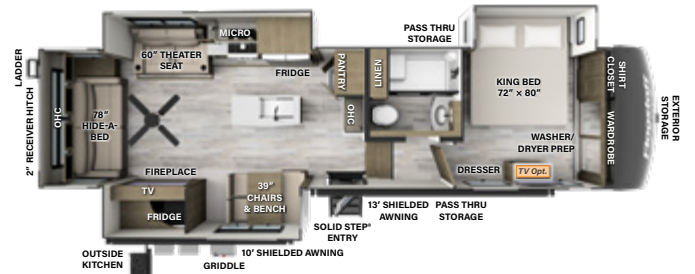 LADDER
2" RECEIVER HITCH
OHC
78"
HIDE-A-
BED
60" THEATER
SEAT
MICRO
FRIDGE
PANTRY
OHC
LINEN
PASS THRU
STORAGE
KING BED
72" × 80"
SHIRT
CLOSET
WARDROBE
EXTERIOR
STORAGE
WASHER/
DRYER PREP
DRESSER
TV Opt.
FIREPLACE
TV
FRIDGE
39"
CHAIRS
& BENCH
OUTSIDE
KITCHEN
GRIDDLE
10' SHIELDED AWNING
SOLID STEP®
ENTRY
13' SHIELDED
AWNING
PASS THRU
STORAGE